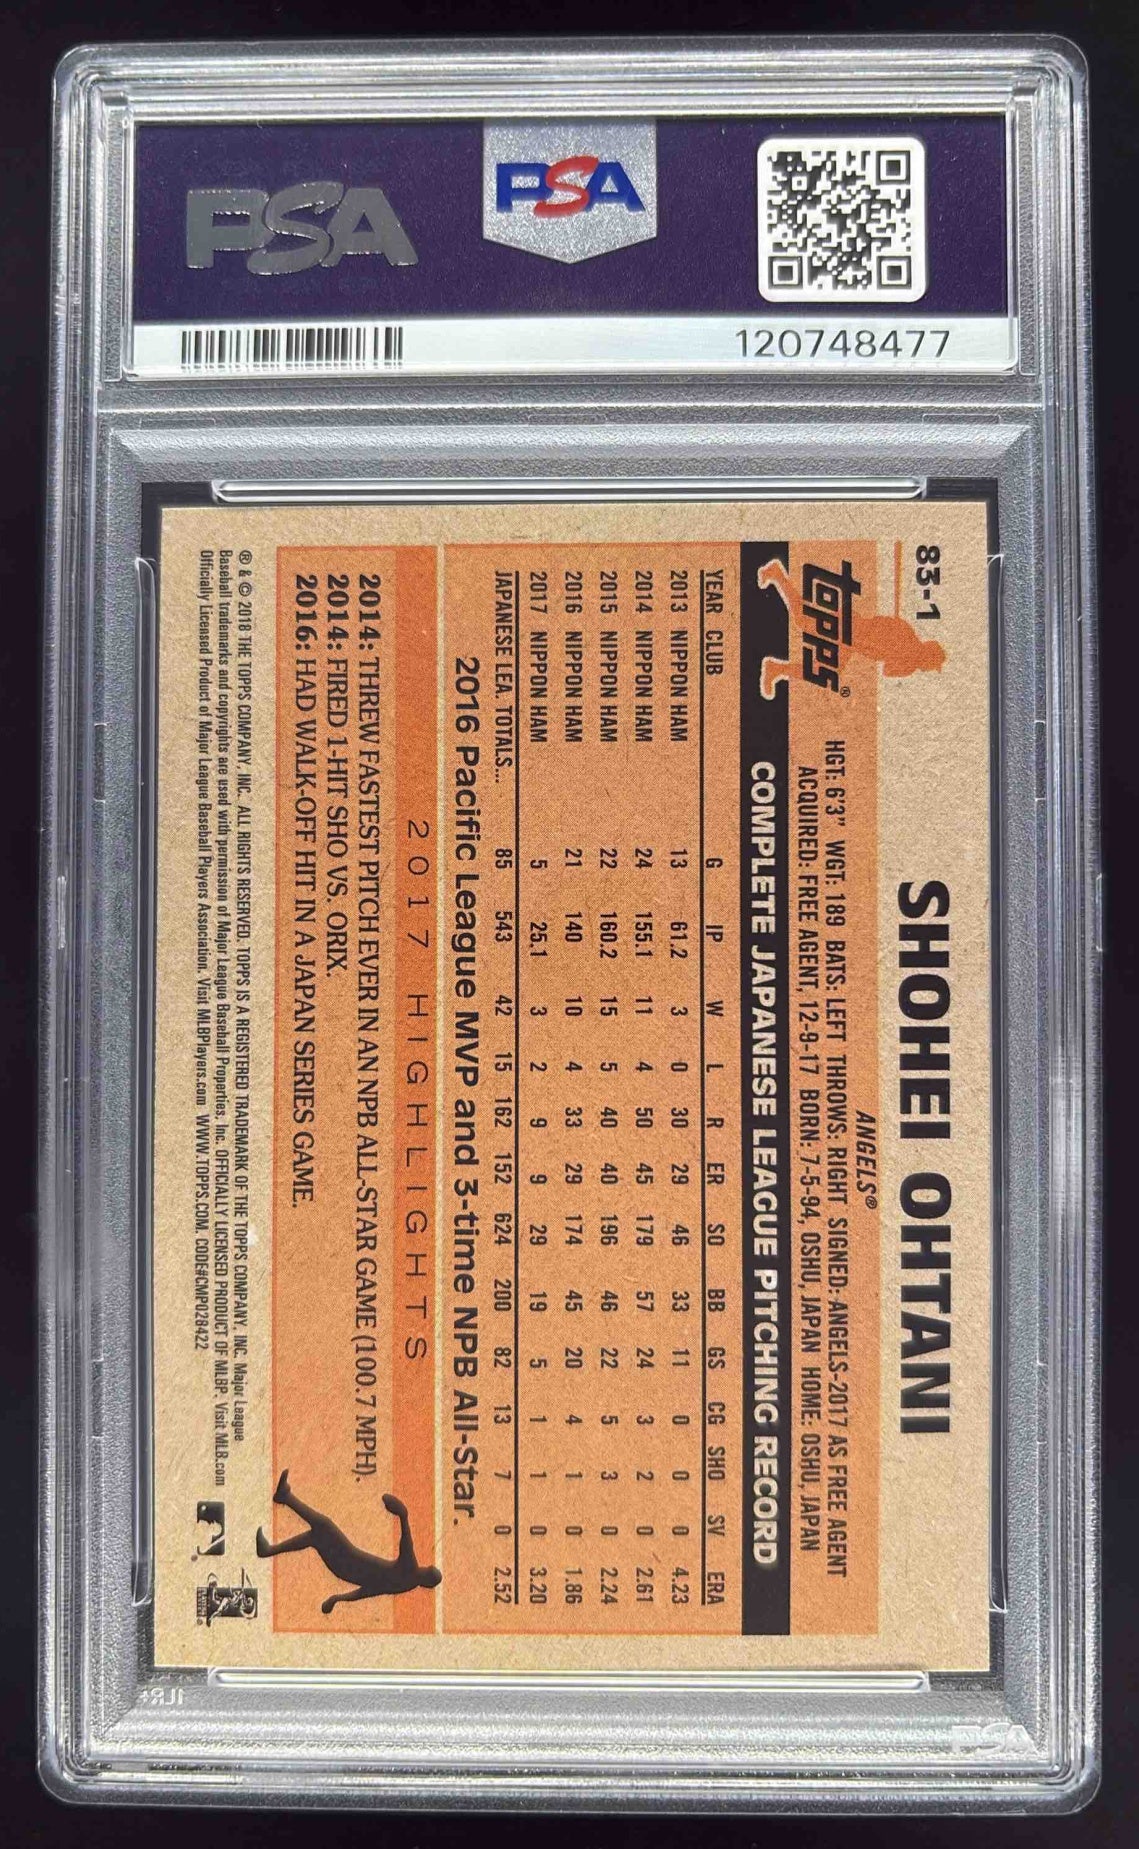 PSA
PSA
120748477
83-1
SHOHEI OHTANI
topps®
ANGELS®
HGT: 6'3" WGT: 189 BATS: LEFT THROWS: RIGHT SIGNED: ANGELS-2017 AS FREE AGENT
ACQUIRED: FREE AGENT, 12-9-17 BORN: 7-5-94, OSHU, JAPAN HOME: OSHU, JAPAN
COMPLETE JAPANESE LEAGUE PITCHING RECORD
YEAR CLUB G IP W L R ER SO BB GS CG SHO SV ERA
2013 NIPPON HAM 13 61.2 3 0 30 29 46 33 11 0 0 0 4.23
2014 NIPPON HAM 24 155.1 11 4 50 45 179 57 24 3 2 0 2.61
2015 NIPPON HAM 22 160.2 15 5 40 40 196 46 22 5 3 0 2.24
2016 NIPPON HAM 21 140 10 4 33 29 174 45 20 4 1 0 1.86
2017 NIPPON HAM 5 25.1 3 2 9 9 29 19 5 1 1 0 3.20
JAPANESE LEA. TOTALS... 85 543 42 15 162 152 624 200 82 13 7 0 2.52
2016 Pacific League MVP and 3-time NPB All-Star.
2017 HIGHLIGHTS
2014: THREW FASTEST PITCH EVER IN AN NPB ALL-STAR GAME (100.7 MPH).
2014: FIRED 1-HIT SHO VS. ORIX.
2016: HAD WALK-OFF HIT IN A JAPAN SERIES GAME.
® & © 2018 THE TOPPS COMPANY, INC. ALL RIGHTS RESERVED. TOPPS IS A REGISTERED TRADEMARK OF THE TOPPS COMPANY, INC. Major League
Baseball trademarks and copyrights are used with permission of Major League Baseball Properties, Inc. OFFICIALLY LICENSED PRODUCT OF MLBP. Visit MLB.com
Officially Licensed Product of Major League Baseball Players Association. Visit MLBPlayers.com WWW.TOPPS.COM. CODE#CMP028422
PSA